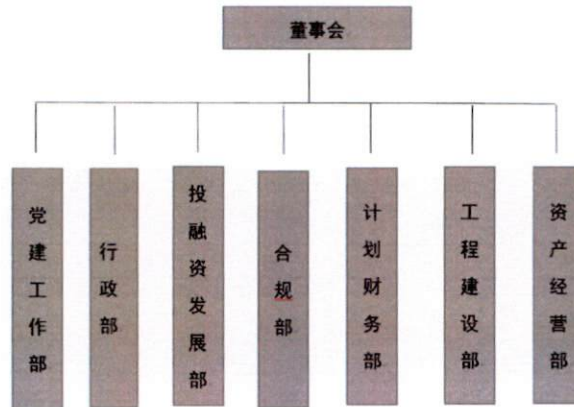 董事会
党建工作部
行政部
投融资发展部
合规部
计划财务部
工程建设部
资产经营部